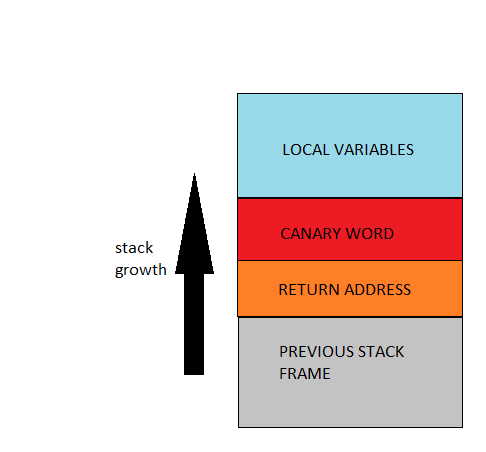 LOCAL VARIABLES
CANARY WORD
stack
growth
RETURN ADDRESS
PREVIOUS STACK
FRAME